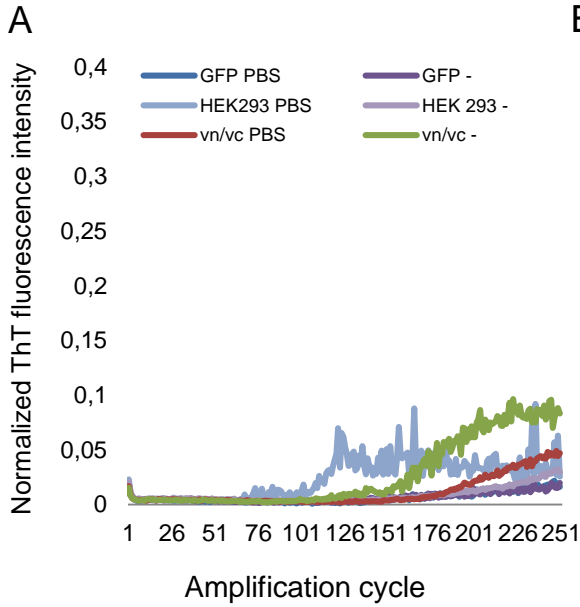 A
Normalized ThT fluorescence intensity
0,4
0,35
0,3
0,25
0,2
0,15
0,1
0,05
0
GFP PBS GFP -
HEK293 PBS HEK 293 -
vn/vc PBS vn/vc -
1 26 51 76 101 126 151 176 201 226 251
Amplification cycle